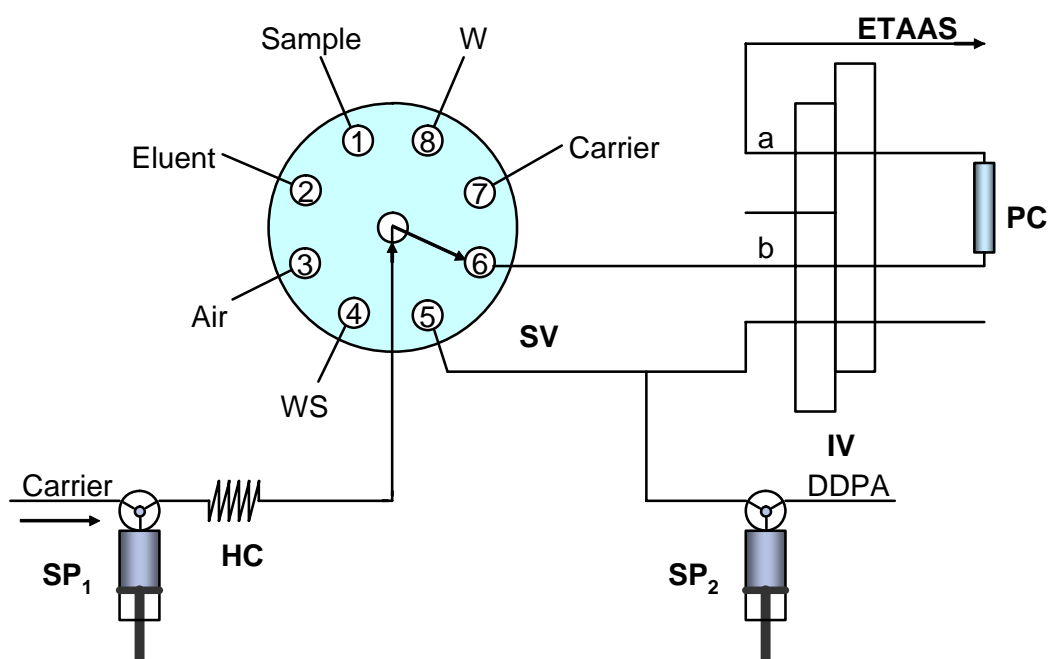 ETAAS
Sample
W
1
8
a
Eluent
Carrier
2
7
PC
b
3
6
Air
4
5
SV
WS
IV
Carrier
DDPA
HC
SP1
SP2